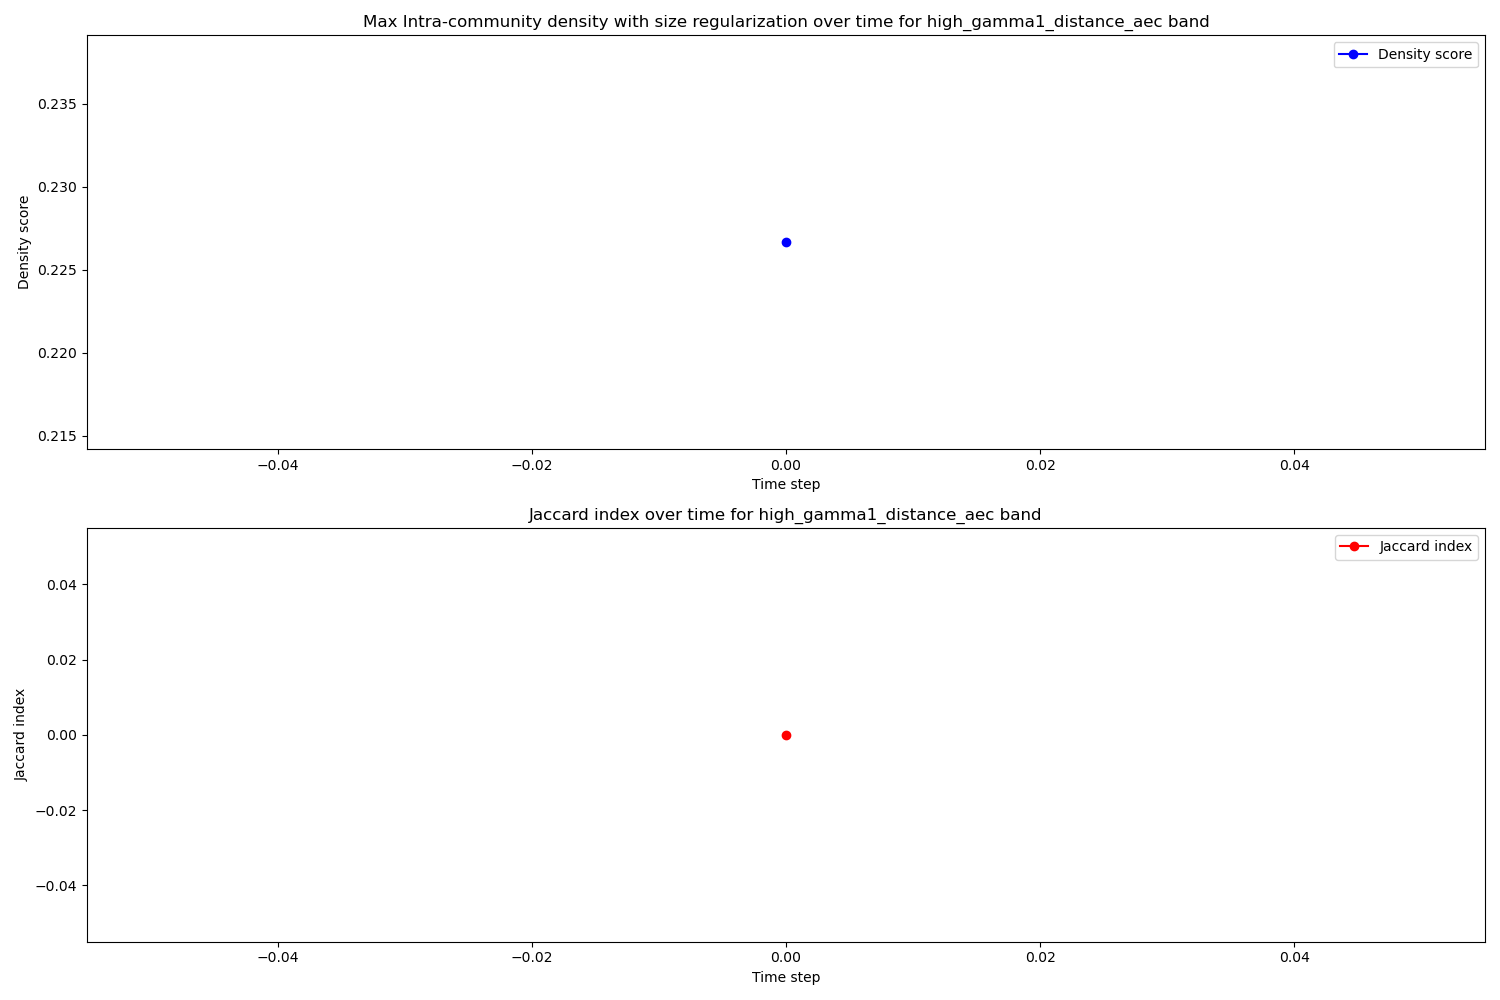 Max Intra-community density with size regularization over time for high_gamma1_distance_aec band
Density score
0.235
0.230
0.225
0.220
0.215
Density score
−0.04
−0.02
0.00
0.02
0.04
Time step
Jaccard index over time for high_gamma1_distance_aec band
Jaccard index
0.04
0.02
0.00
−0.02
−0.04
Jaccard index
−0.04
−0.02
0.00
0.02
0.04
Time step